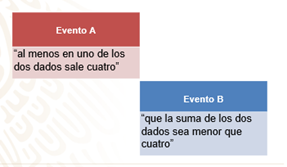 Evento A
“al menos en uno de los
dos dados sale cuatro”
Evento B
“que la suma de los dos
dados sea menor que
cuatro”